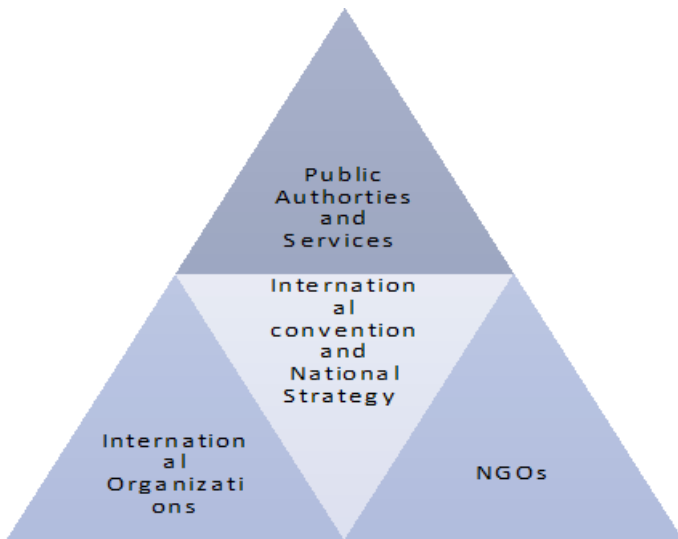 Public
Authorties
and
Services
Internation
al
convention
and
National
Strategy
Internation
al
Organizati
ons
NGOs